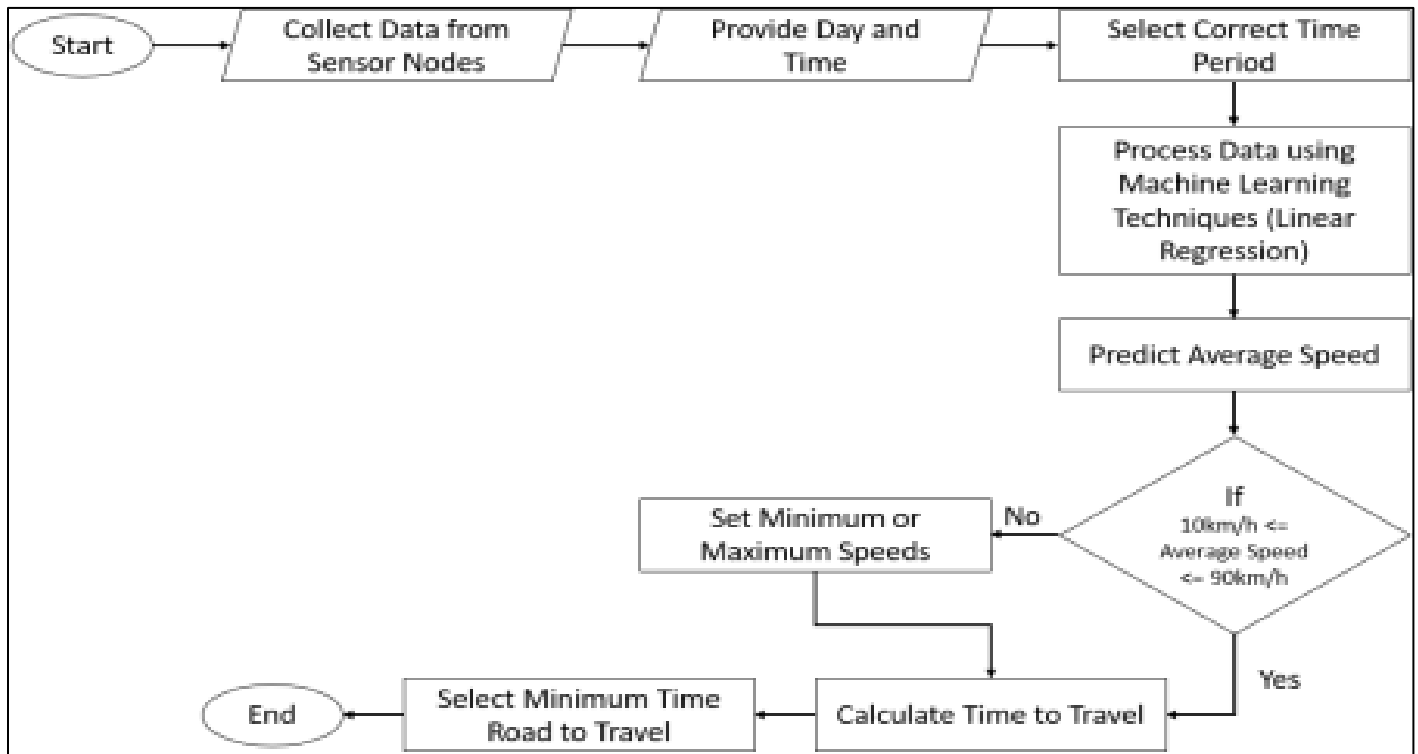 Start
Collect Data from
Sensor Nodes
Provide Day and
Time
Select Correct Time
Period
Process Data using
Machine Learning
Techniques (Linear
Regression)
Predict Average Speed
If
10km/h <=
Average Speed
<= 90km/h
No
Set Minimum or
Maximum Speeds
Yes
Calculate Time to Travel
Select Minimum Time
Road to Travel
End